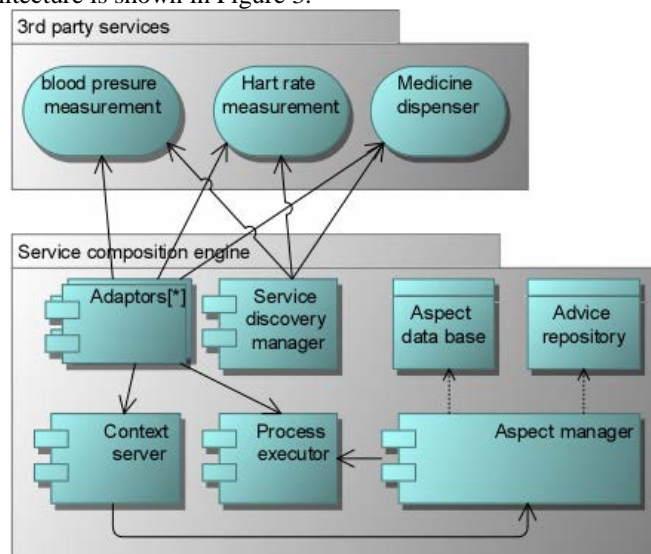 chitecture is shown in Figure 3.
3rd party services
blood presure
measurement
Hart rate
measurement
Medicine
dispenser
Service composition engine
Adaptors[*]
Service
discovery
manager
Aspect
data base
Advice
repository
Context
server
Process
executor
Aspect manager